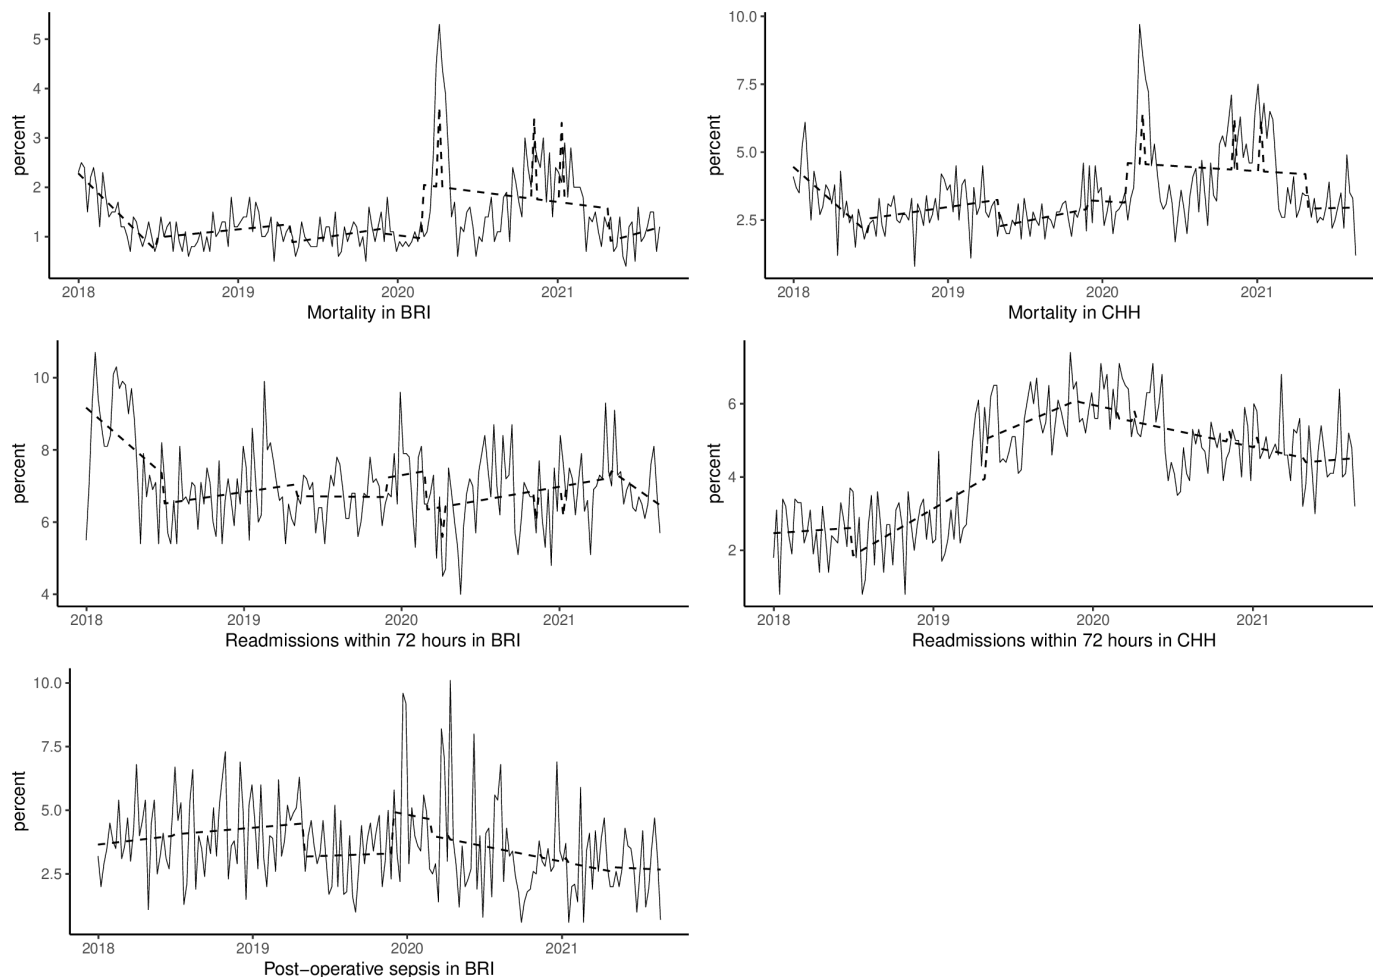 percent
5
4
3
2
1
2018 2019 2020 2021
Mortality in BRI
percent
10.0
7.5
5.0
2.5
2018 2019 2020 2021
Mortality in CHH
percent
10
8
6
4
2018 2019 2020 2021
Readmissions within 72 hours in BRI
percent
6
4
2
2018 2019 2020 2021
Readmissions within 72 hours in CHH
percent
10.0
7.5
5.0
2.5
2018 2019 2020 2021
Post−operative sepsis in BRI